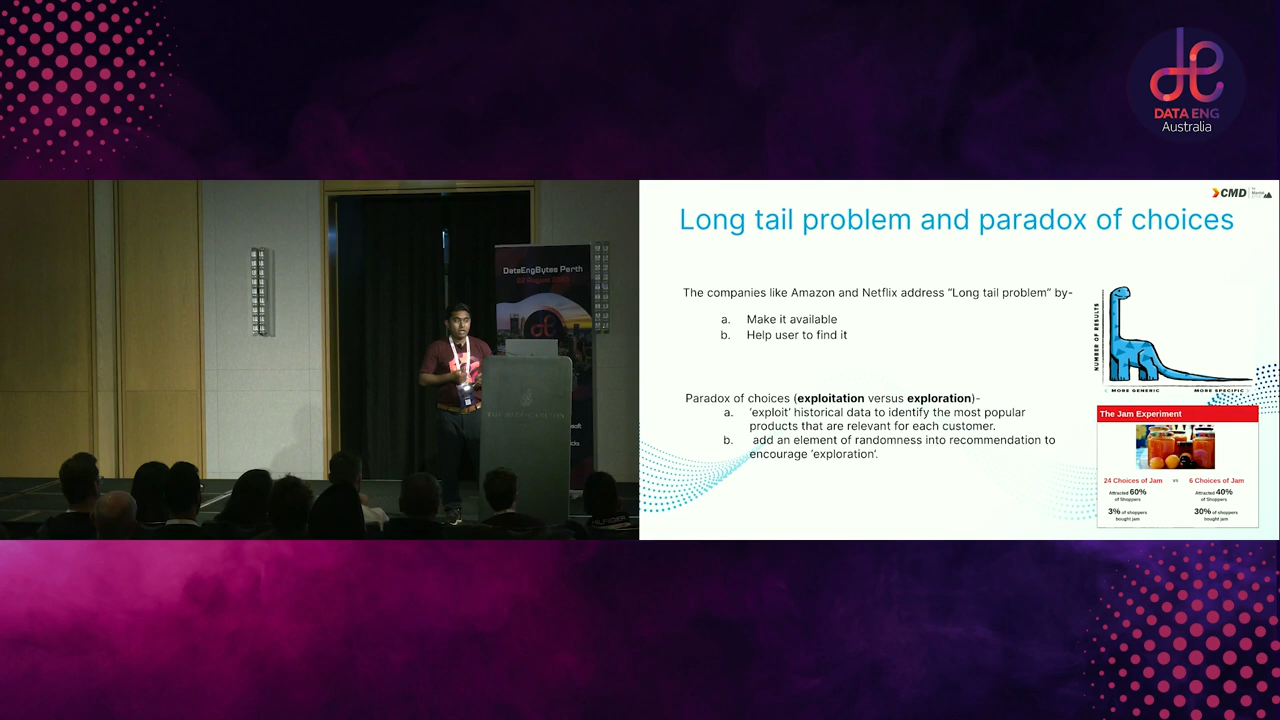 DATA ENG
Australia
DataEngBytes Perth
CMD
Long tail problem and paradox of choices
The companies like Amazon and Netflix address “Long tail problem” by-
a. Make it available
b. Help user to find it
Paradox of choices (exploitation versus exploration)-
a. ‘exploit’ historical data to identify the most popular
products that are relevant for each customer.
b. add an element of randomness into recommendation to
encourage ‘exploration’.
NUMBER OF RESULTS
MORE GENERIC
MORE SPECIFIC
The Jam Experiment
24 Choices of Jam vs 6 Choices of Jam
Attracted 60%
of Shoppers
Attracted 40%
of Shoppers
3% of shoppers
bought jam
30% of shoppers
bought jam